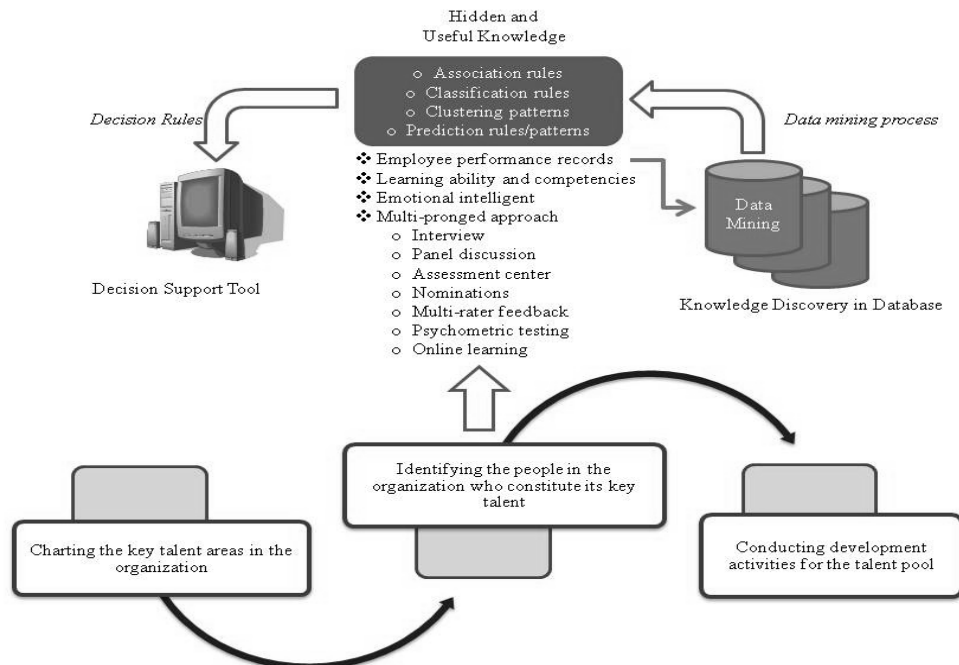 Hidden and
Useful Knowledge
o Association rules
o Classification rules
o Clustering patterns
o Prediction rules/patterns
Decision Rules
Data mining process
❖ Employee performance records
❖ Learning ability and competencies
❖ Emotional intelligent
❖ Multi-pronged approach
o Interview
o Panel discussion
o Assessment center
o Nominations
o Multi-rater feedback
o Psychometric testing
o Online learning
Data
Mining
Decision Support Tool
Knowledge Discovery in Database
Identifying the people in the
organization who constitute its key
talent
Charting the key talent areas in the
organization
Conducting development
activities for the talent pool